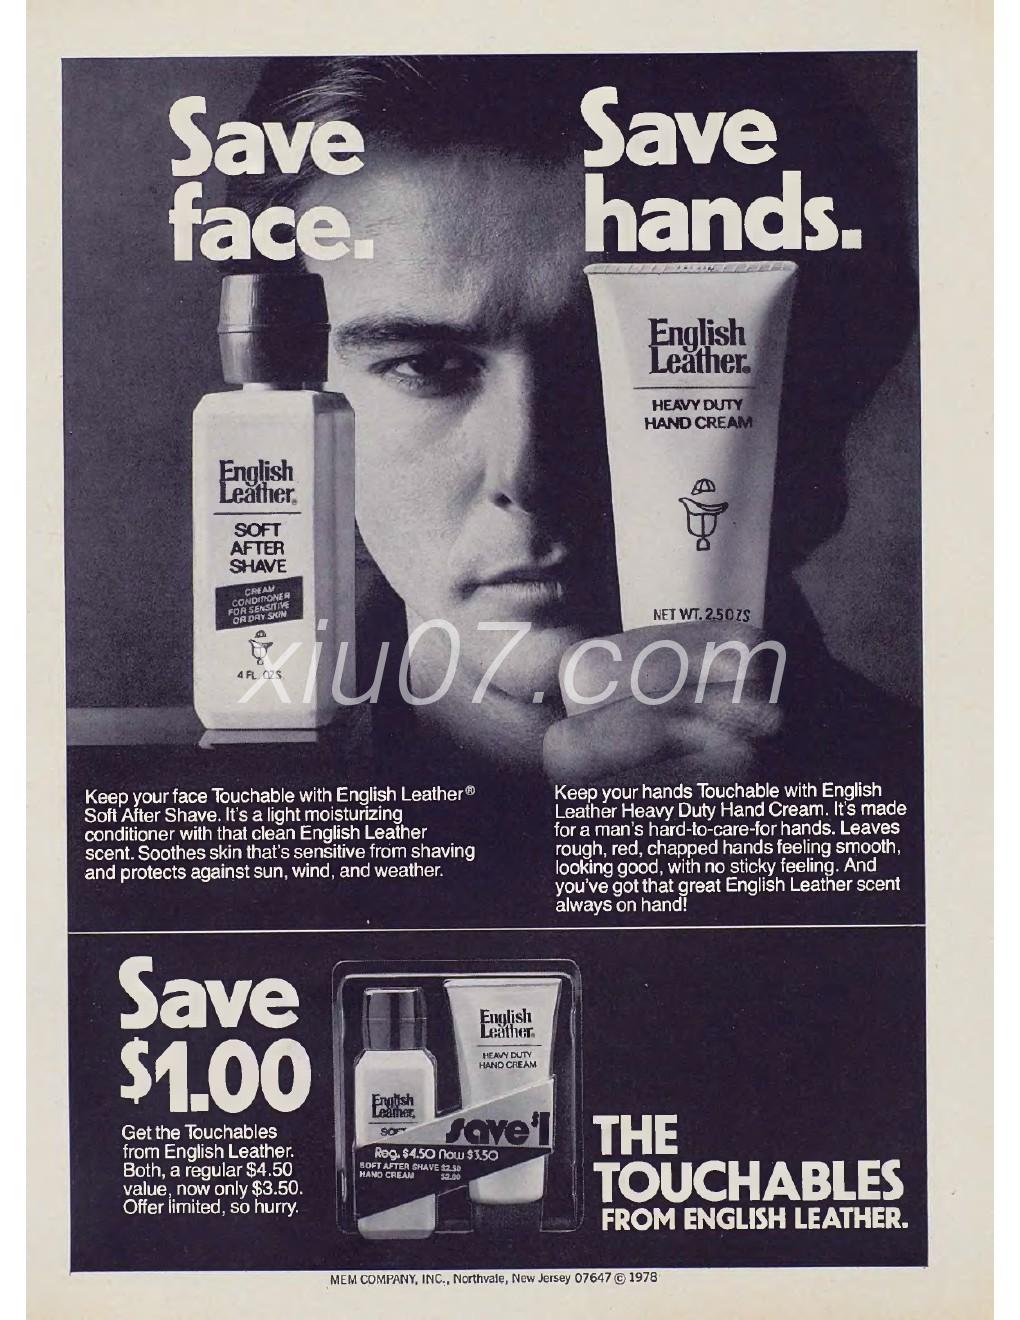 Save
face.
Save
hands.
English
Leather®
SOFT
AFTER
SHAVE
CREAM
CONDITIONER
FOR SENSITIVE
OR DRY SKIN
4 FL. OZS
English
Leather®
HEAVY DUTY
HAND CREAM
NET WT. 2.5 OZS
xiu07.com
Keep your face Touchable with English Leather®
Soft After Shave. It's a light moisturizing
conditioner with that clean English Leather
scent. Soothes skin that's sensitive from shaving
and protects against sun, wind, and weather.
Keep your hands Touchable with English
Leather Heavy Duty Hand Cream. It's made
for a man's hard-to-care-for hands. Leaves
rough, red, chapped hands feeling smooth,
looking good, with no sticky feeling. And
you've got that great English Leather scent
always on hand!
Save
$1.00
Get the Touchables
from English Leather.
Both, a regular $4.50
value, now only $3.50.
Offer limited, so hurry.
English
Leather.
SOFT
English
Leather.
HEAVY DUTY
HAND CREAM
save $1
Reg. $4.50 Now $3.50
SOFT AFTER SHAVE $2.50
HAND CREAM $2.00
THE
TOUCHABLES
FROM ENGLISH LEATHER.
MEM COMPANY, INC., Northvale, New Jersey 07647 © 1978